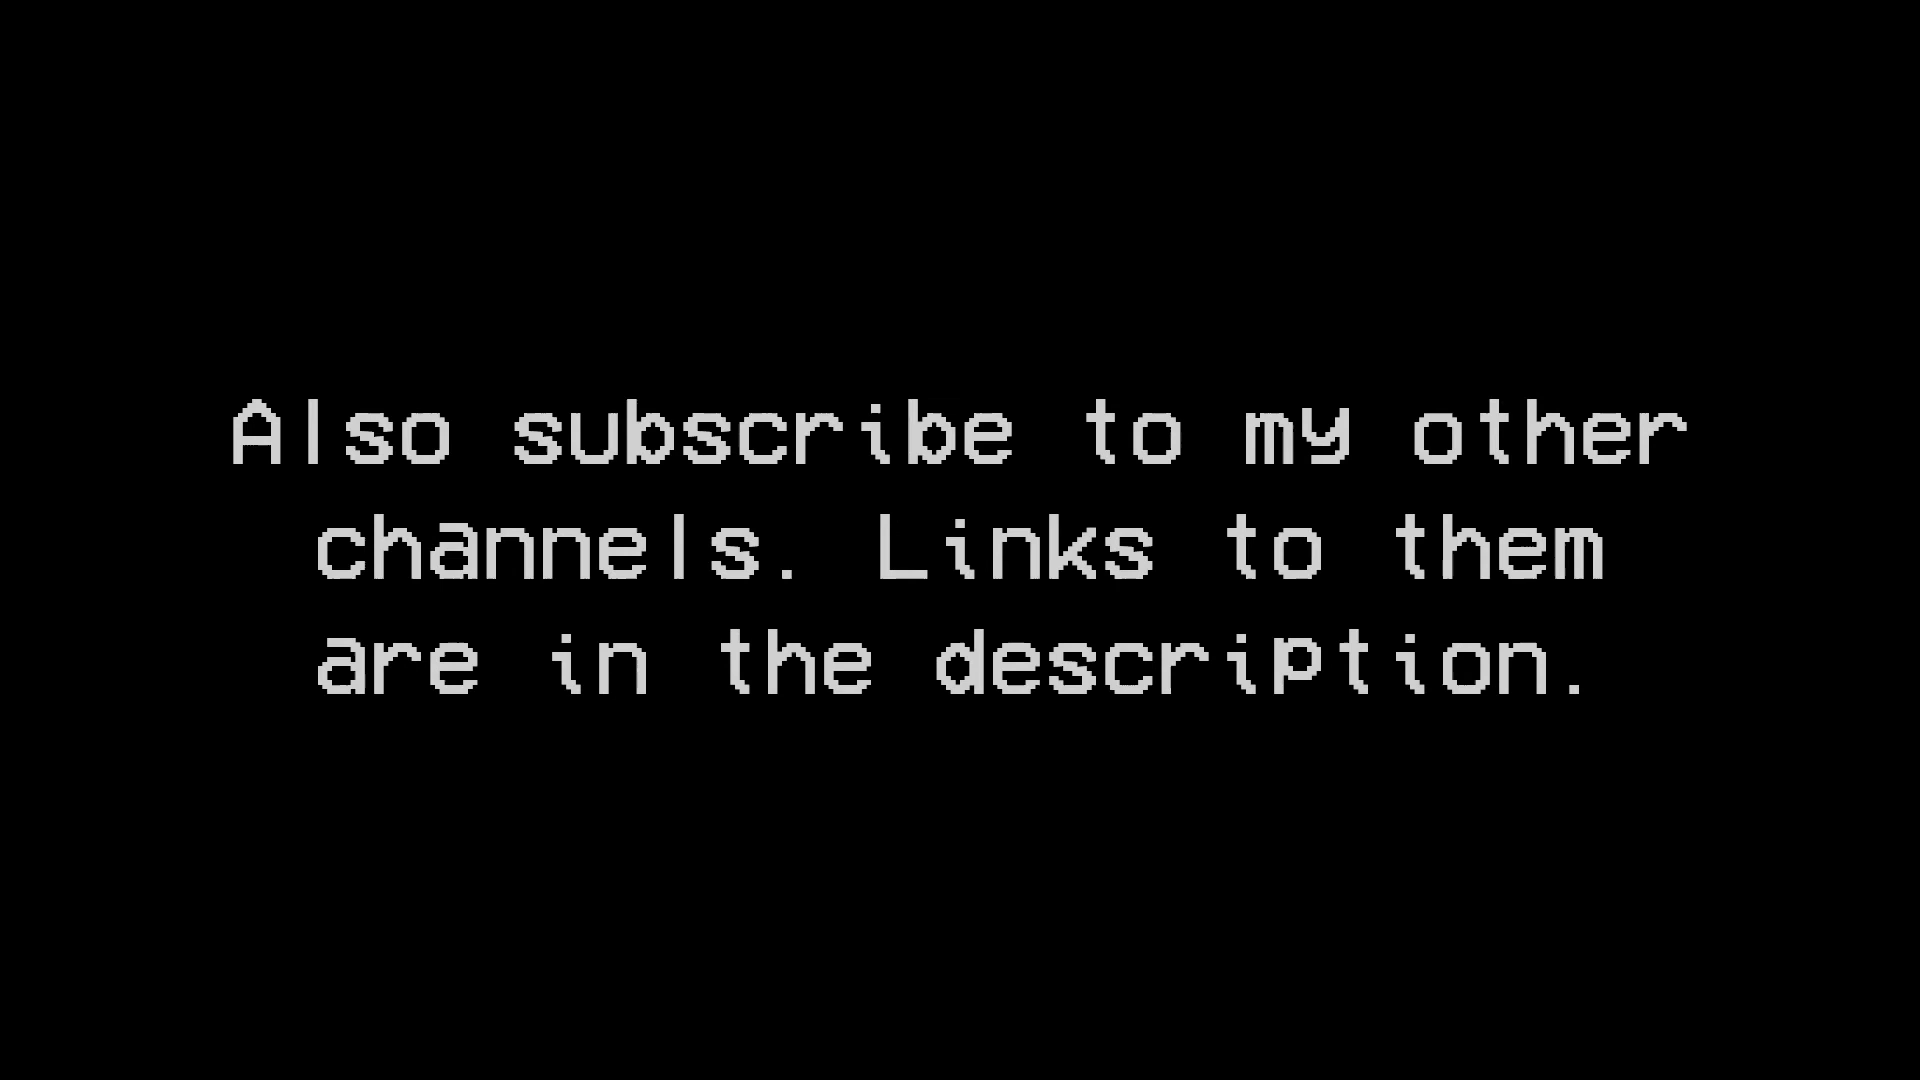 Also subscribe to my other
channels. Links to them
are in the description.